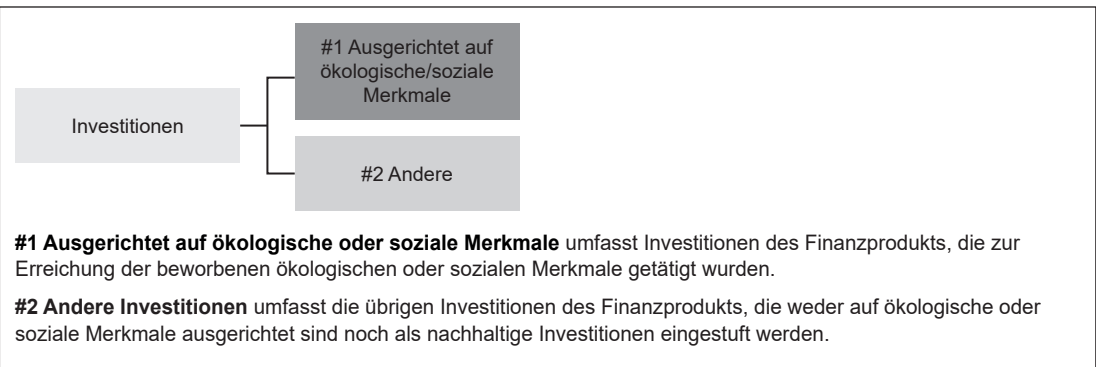 #1 Ausgerichtet auf
ökologische/soziale
Merkmale
Investitionen
#2 Andere
#1 Ausgerichtet auf ökologische oder soziale Merkmale umfasst Investitionen des Finanzprodukts, die zur
Erreichung der beworbenen ökologischen oder sozialen Merkmale getätigt wurden.
#2 Andere Investitionen umfasst die übrigen Investitionen des Finanzprodukts, die weder auf ökologische oder
soziale Merkmale ausgerichtet sind noch als nachhaltige Investitionen eingestuft werden.